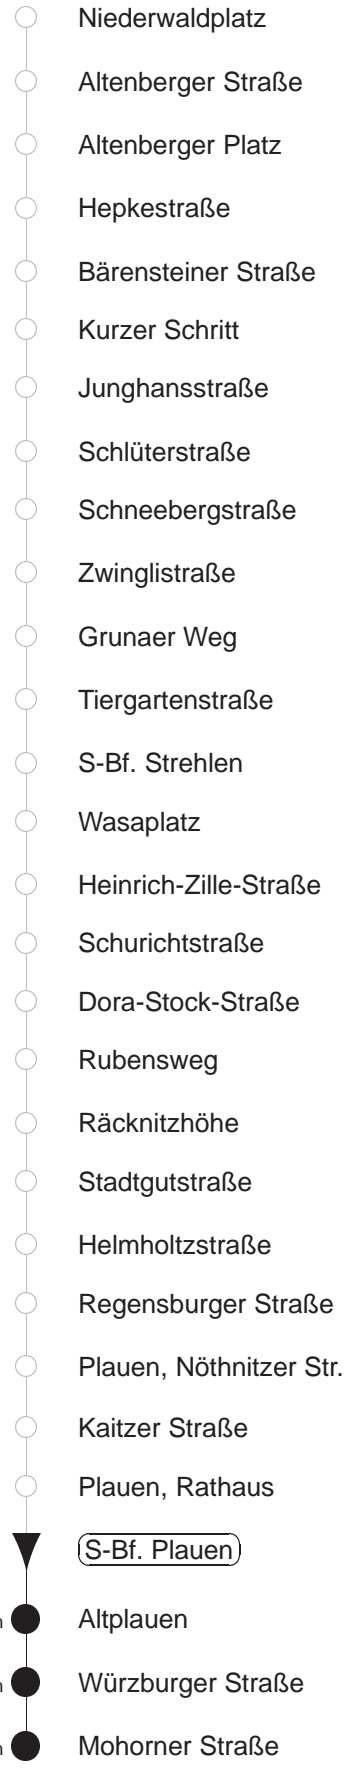 Niederwaldplatz
Altenberger Straße
Altenberger Platz
Hepkestraße
Bärensteiner Straße
Kurzer Schritt
Junghansstraße
Schlüterstraße
Schneebergstraße
Zwinglistraße
Grunaer Weg
Tiergartenstraße
S-Bf. Strehlen
Wasaplatz
Heinrich-Zille-Straße
Schurichtstraße
Dora-Stock-Straße
Rubensweg
Räcknitzhöhe
Stadtgutstraße
Helmholtzstraße
Regensburger Straße
Plauen, Nöthnitzer Str.
Kaitzer Straße
Plauen, Rathaus
S-Bf. Plauen
Altplauen
Würzburger Straße
Mohorner Straße